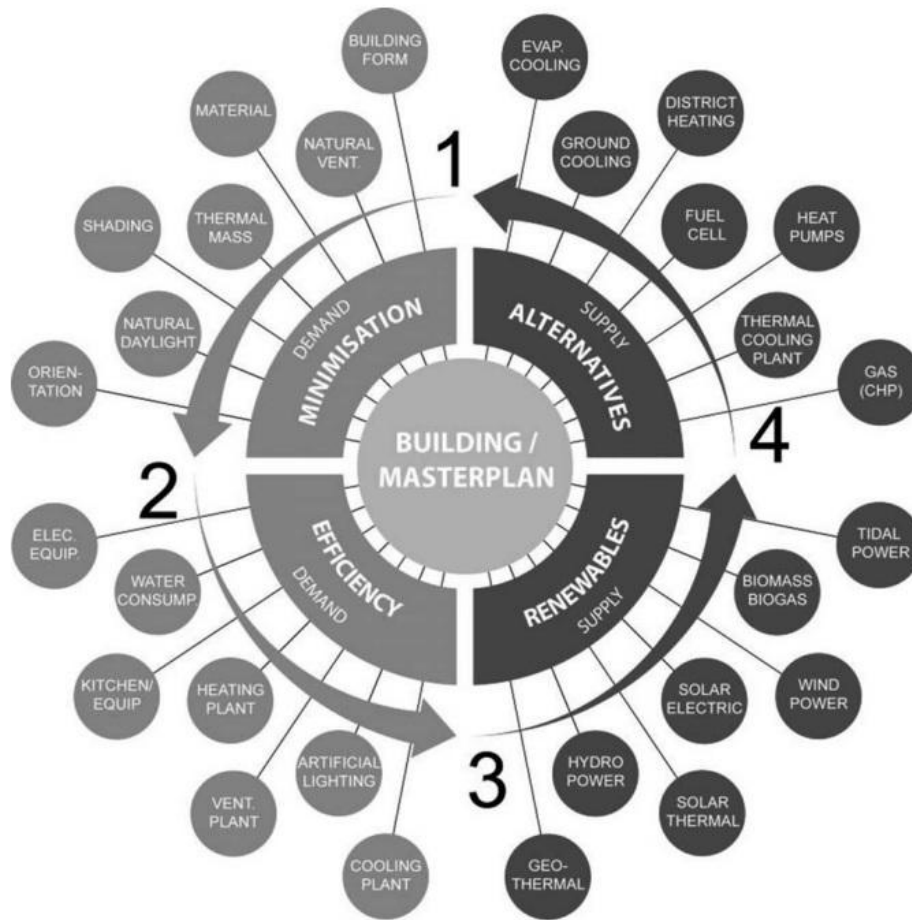 BUILDING
FORM
EVAP.
COOLING
MATERIAL
DISTRICT
HEATING
NATURAL
VENT.
1
GROUND
COOLING
SHADING
THERMAL
MASS
FUEL
CELL
HEAT
PUMPS
NATURAL
DAYLIGHT
DEMAND
MINIMISATION
SUPPLY
ALTERNATIVES
THERMAL
COOLING
PLANT
ORIEN-
TATION
GAS
(CHP)
BUILDING /
MASTERPLAN
2
4
ELEC.
EQUIP.
EFFICIENCY
DEMAND
RENEWABLES
SUPPLY
TIDAL
POWER
WATER
CONSUMP.
BIOMASS
BIOGAS
KITCHEN/
EQUIP
HEATING
PLANT
SOLAR
ELECTRIC
WIND
POWER
ARTIFICIAL
LIGHTING
3
HYDRO
POWER
VENT.
PLANT
SOLAR
THERMAL
COOLING
PLANT
GEO-
THERMAL